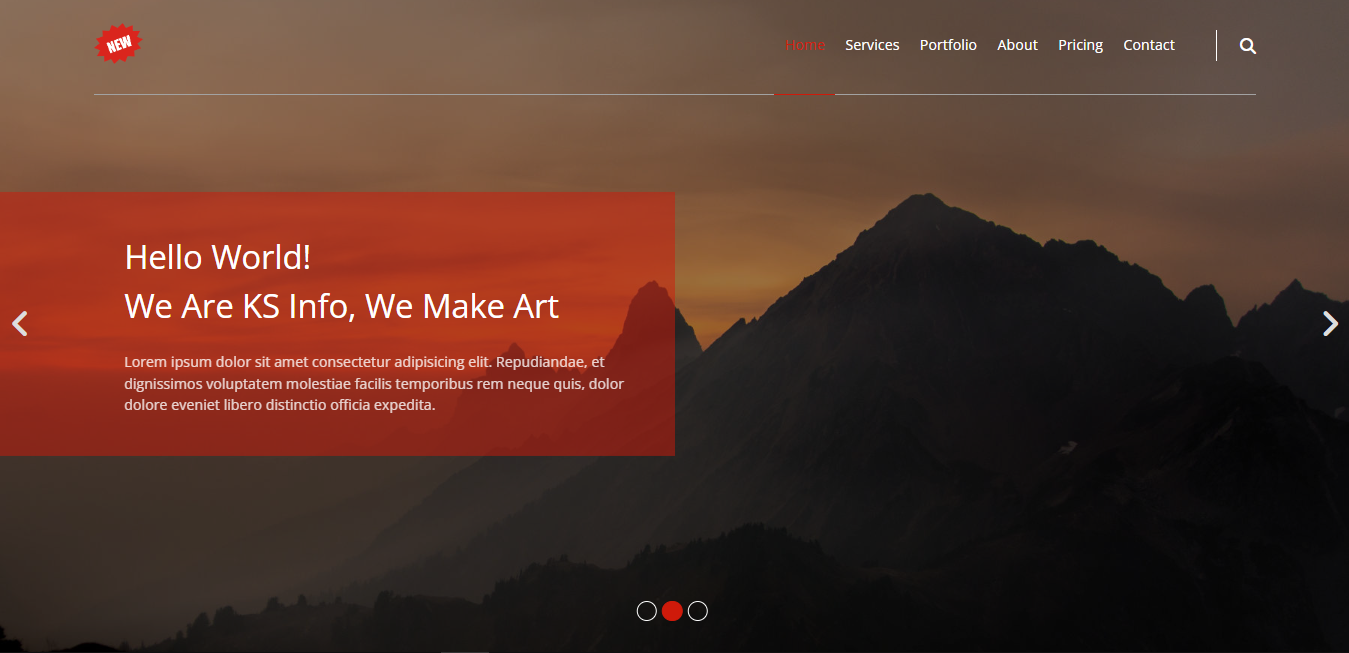 NEW
Home Services Portfolio About Pricing Contact
Hello World!
We Are KS Info, We Make Art
Lorem ipsum dolor sit amet consectetur adipisicing elit. Repudiandae, et
dignissimos voluptatem molestiae facilis temporibus rem neque quis, dolor
dolore eveniet libero distinctio officia expedita.